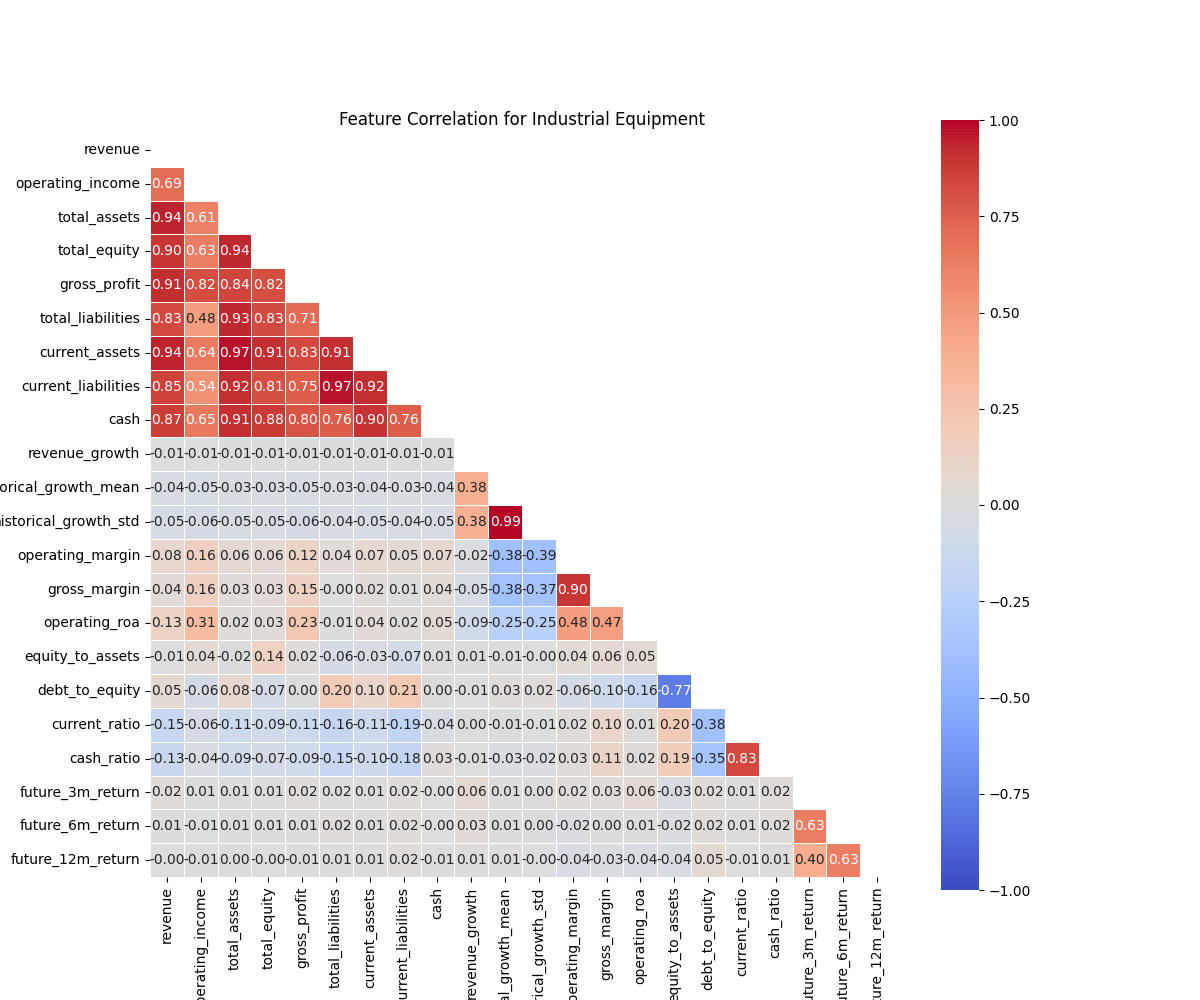 Feature Correlation for Industrial Equipment
revenue
operating_income 0.69
total_assets 0.94 0.61
total_equity 0.90 0.63 0.94
gross_profit 0.91 0.82 0.84 0.82
total_liabilities 0.83 0.48 0.93 0.83 0.71
current_assets 0.94 0.64 0.97 0.91 0.83 0.91
current_liabilities 0.85 0.54 0.92 0.81 0.75 0.97 0.92
cash 0.87 0.65 0.91 0.88 0.80 0.76 0.90 0.76
revenue_growth -0.01 -0.01 -0.01 -0.01 -0.01 -0.01 -0.01 -0.01 -0.01
orical_growth_mean -0.04 -0.05 -0.03 -0.03 -0.05 -0.03 -0.04 -0.03 -0.04 0.38
istorical_growth_std -0.05 -0.06 -0.05 -0.05 -0.06 -0.04 -0.05 -0.04 -0.05 0.38 0.99
operating_margin 0.08 0.16 0.06 0.06 0.12 0.04 0.07 0.05 0.07 -0.02 -0.38 -0.39
gross_margin 0.04 0.16 0.03 0.03 0.15 -0.00 0.02 0.01 0.04 -0.05 -0.38 -0.37 0.90
operating_roa 0.13 0.31 0.02 0.03 0.23 -0.01 0.04 0.02 0.05 -0.09 -0.25 -0.25 0.48 0.47
equity_to_assets -0.01 0.04 -0.02 0.14 0.02 -0.06 -0.03 -0.07 0.01 0.01 -0.01 -0.00 0.04 0.06 0.05
debt_to_equity 0.05 -0.06 0.08 -0.07 0.00 0.20 0.10 0.21 0.00 -0.01 0.03 0.02 -0.06 -0.10 -0.16 -0.77
current_ratio -0.15 -0.06 -0.11 -0.09 -0.11 -0.16 -0.11 -0.19 -0.04 0.00 -0.01 -0.01 0.02 0.11 0.01 0.20 -0.38
cash_ratio -0.13 -0.04 -0.09 -0.07 -0.09 -0.15 -0.10 -0.18 0.03 -0.01 -0.03 -0.02 0.03 0.11 0.02 0.19 -0.35 0.83
future_3m_return 0.02 0.01 0.01 0.01 0.02 0.02 0.01 0.02 -0.00 0.06 0.01 0.00 0.02 0.03 0.06 -0.03 0.02 0.01 0.02
future_6m_return 0.01 -0.01 0.01 0.01 0.01 0.02 0.01 0.02 -0.00 0.03 0.01 0.00 -0.02 0.00 0.01 -0.02 0.02 0.01 0.02 0.63
future_12m_return -0.00 -0.01 0.00 -0.00 0.01 0.01 0.01 0.02 -0.01 0.01 0.01 -0.00 -0.04 -0.03 -0.04 -0.04 0.05 -0.01 0.01 0.40 0.63
revenue
perating_income
total_assets
total_equity
gross_profit
total_liabilities
current_assets
urrent_liabilities
cash
revenue_growth
al_growth_mean
rical_growth_std
perating_margin
gross_margin
operating_roa
equity_to_assets
debt_to_equity
current_ratio
cash_ratio
uture_3m_return
uture_6m_return
ure_12m_return
1.00
0.75
0.50
0.25
0.00
−0.25
−0.50
−0.75
−1.00